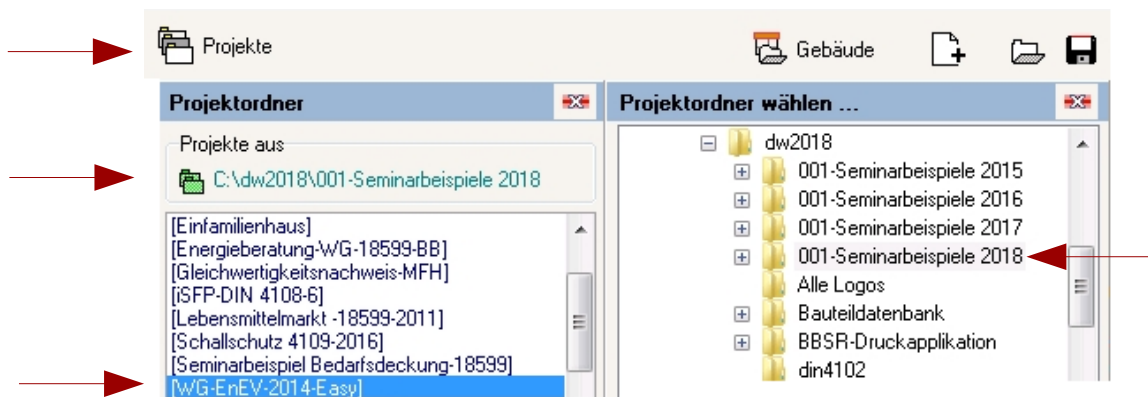 Projekte
Gebäude
Projektordner
Projektordner wählen ...
Projekte aus
C:\dw2018\001-Seminarbeispiele 2018
[Einfamilienhaus]
[Energieberatung-WG-18599-BB]
[Gleichwertigkeitsnachweis-MFH]
[iSFP-DIN 4108-6]
[Lebensmittelmarkt -18599-2011]
[Schallschutz 4109-2016]
[Seminarbeispiel Bedarfsdeckung-18599]
[WG-EnEV-2014-Easy]
dw2018
001-Seminarbeispiele 2015
001-Seminarbeispiele 2016
001-Seminarbeispiele 2017
001-Seminarbeispiele 2018
Alle Logos
Bauteildatenbank
BBSR-Druckapplikation
din4102